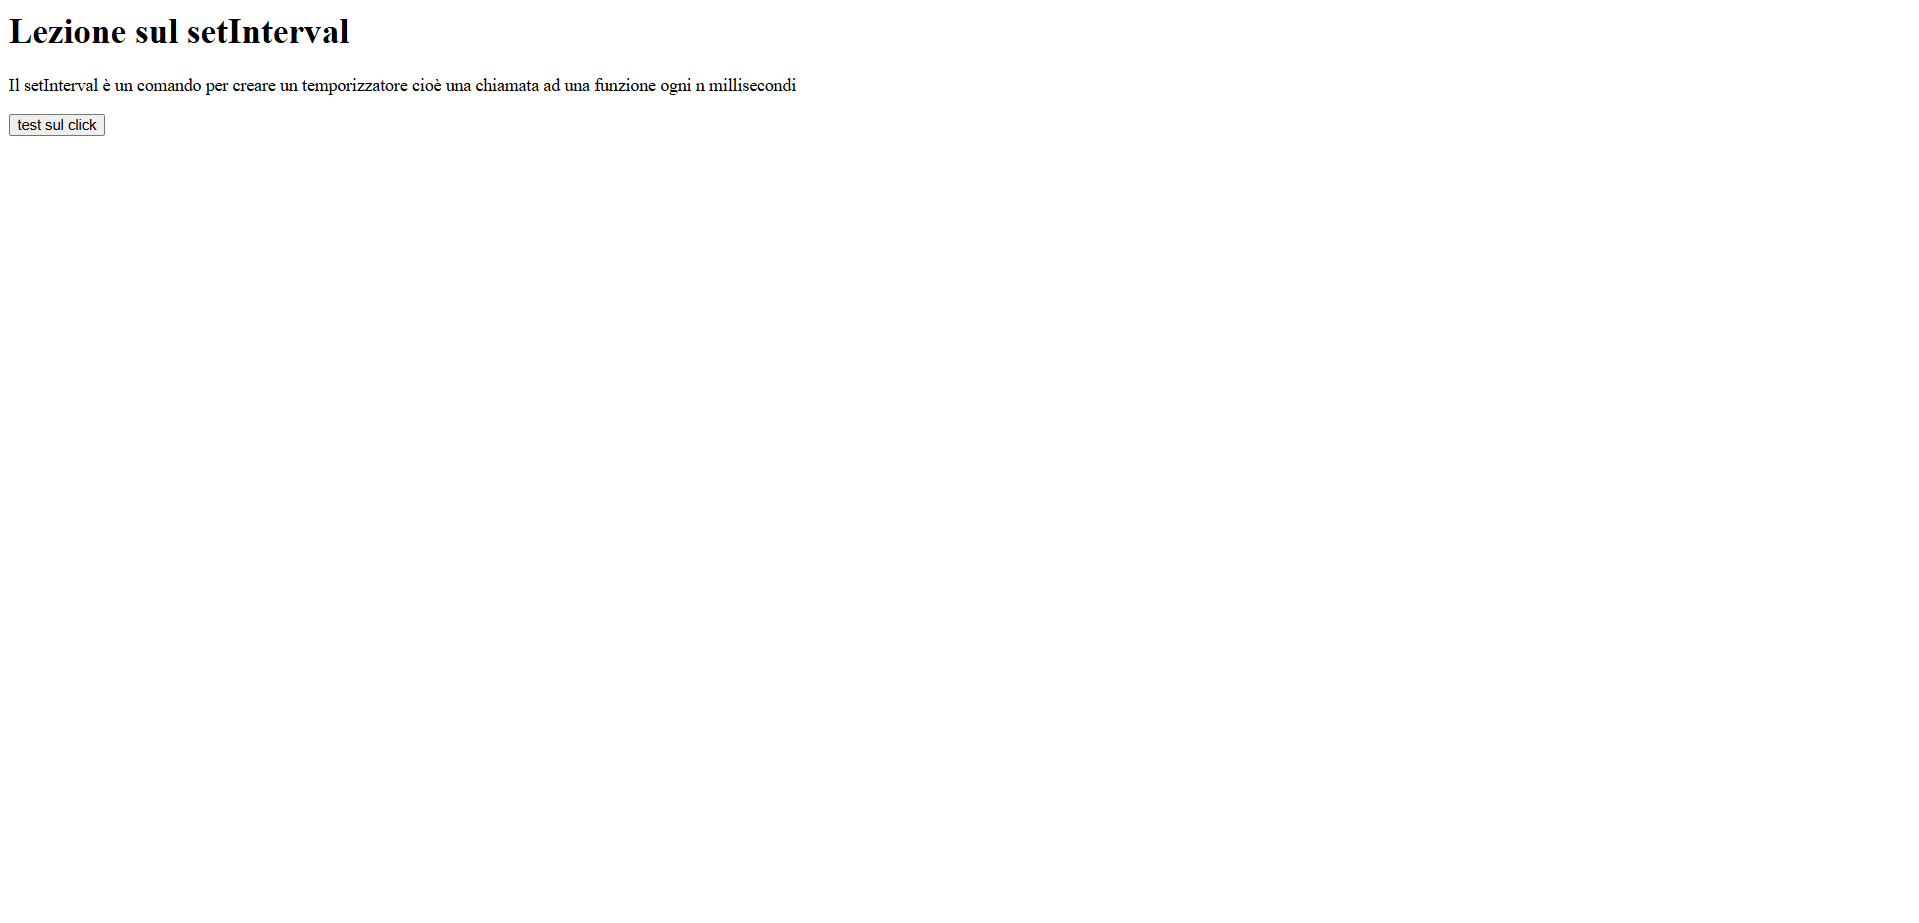 Lezione sul setInterval
Il setInterval è un comando per creare un temporizzatore cioè una chiamata ad una funzione ogni n millisecondi
test sul click